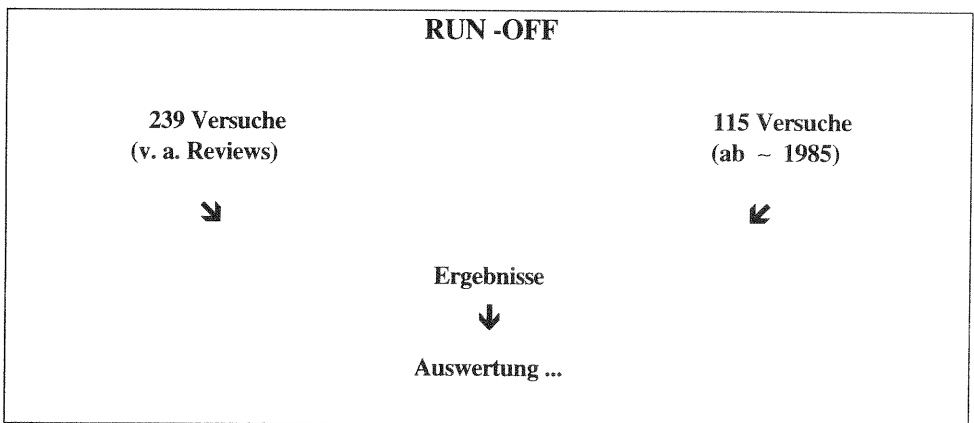 RUN -OFF
239 Versuche
(v. a. Reviews)
115 Versuche
(ab ~ 1985)
Ergebnisse
Auswertung ...